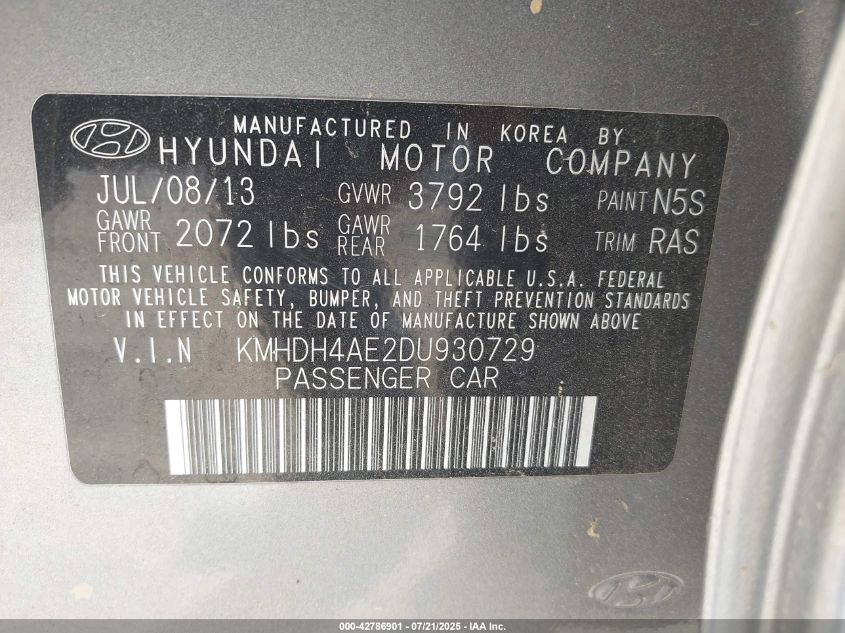 MANUFACTURED IN KOREA BY
HYUNDAI MOTOR COMPANY
JUL/08/13 GVWR 3792 lbs PAINT N5S
GAWR FRONT 2072 lbs GAWR REAR 1764 lbs TRIM RAS
THIS VEHICLE CONFORMS TO ALL APPLICABLE U.S.A. FEDERAL
MOTOR VEHICLE SAFETY, BUMPER, AND THEFT PREVENTION STANDARDS
IN EFFECT ON THE DATE OF MANUFACTURE SHOWN ABOVE
V.I.N KMHDH4AE2DU930729
PASSENGER CAR
000-42786901 - 07/21/2025 - IAA Inc.